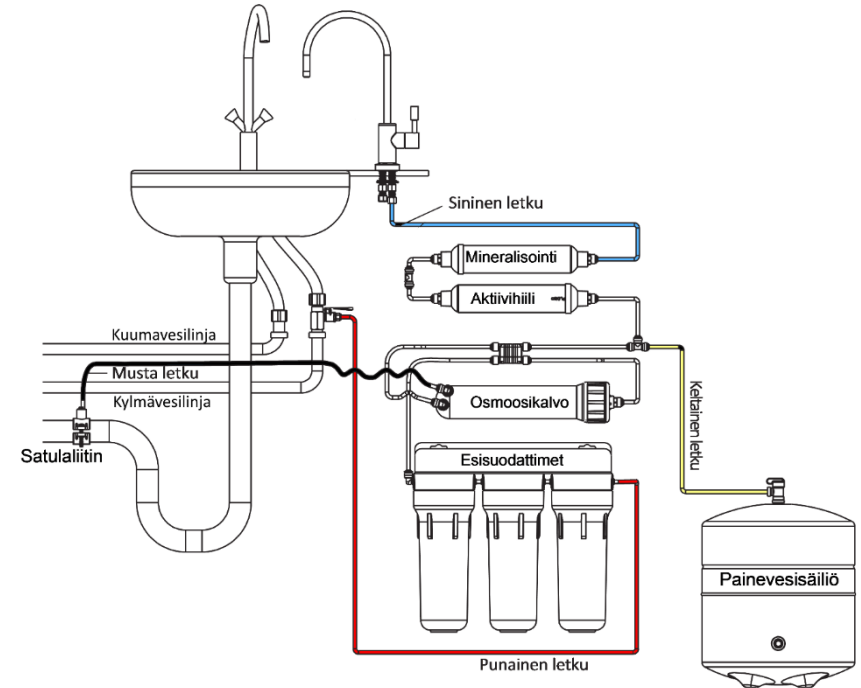 Sininen letku
Mineralisointi
Aktiivihiili
Kuumavesilinja
Musta letku
Kylmävesilinja
Osmoosikalvo
Keltainen letku
Satulaliitin
Esisuodattimet
Painevesisäiliö
Punainen letku